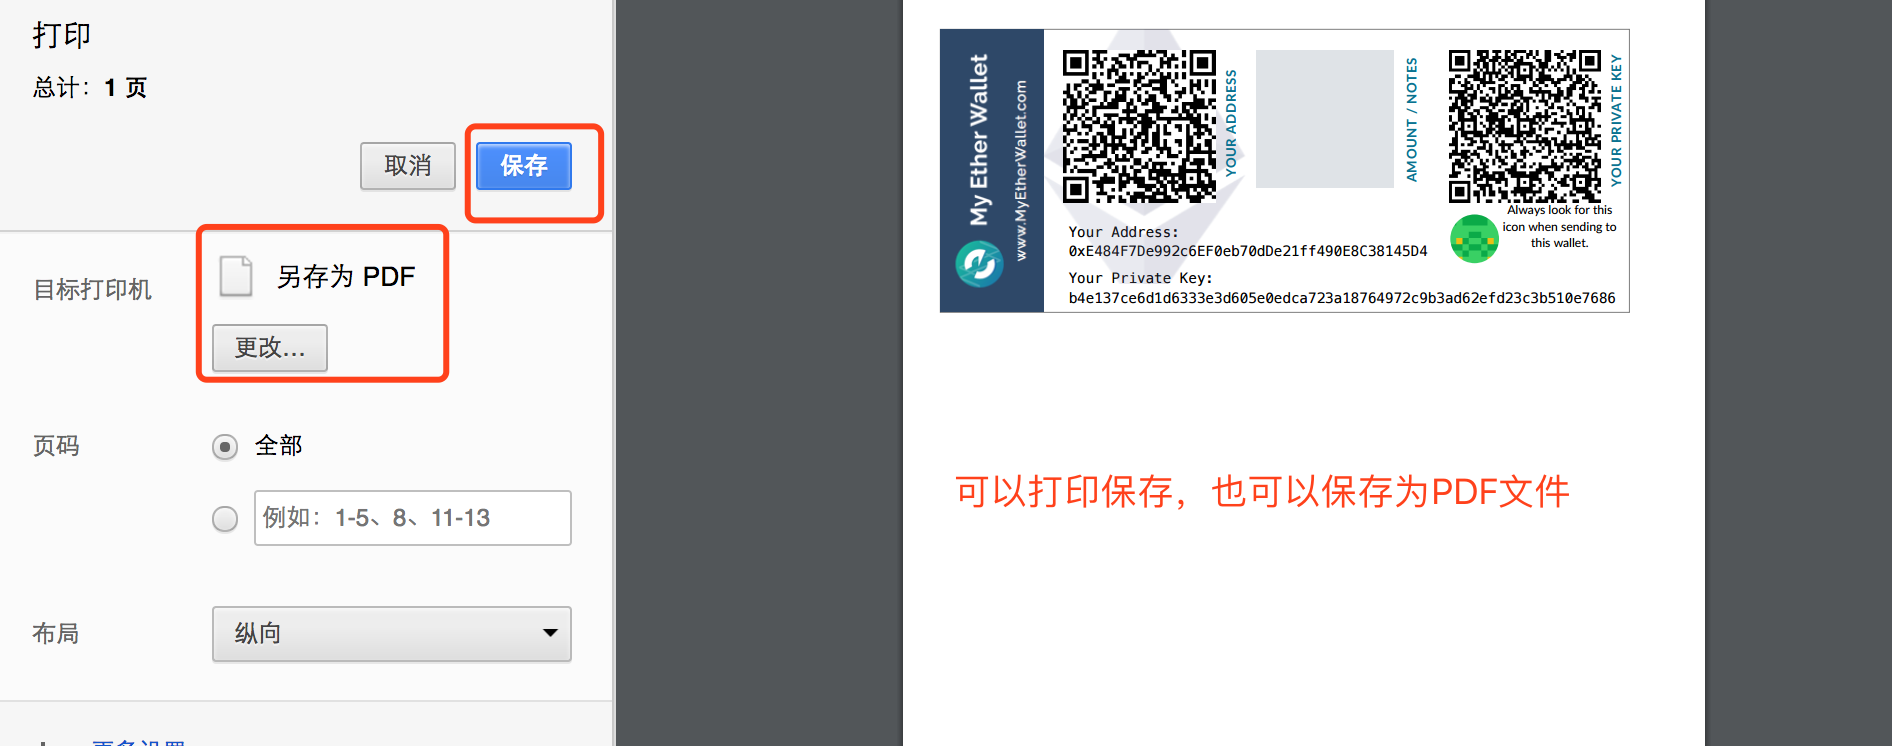 打印
总计：1 页
取消
保存
目标打印机
另存为 PDF
更改...
页码
全部
例如：1-5、8、11-13
布局
纵向
更多设置
My Ether Wallet
www.MyEtherWallet.com
YOUR ADDRESS
AMOUNT / NOTES
YOUR PRIVATE KEY
Always look for this
icon when sending to
this wallet.
Your Address:
0xE484F7De992c6EF0eb70dDe21ff490E8C38145D4
Your Private Key:
b4e137ce6d1d6333e3d605e0edca723a18764972c9b3ad62efd23c3b510e7686
可以打印保存，也可以保存为PDF文件